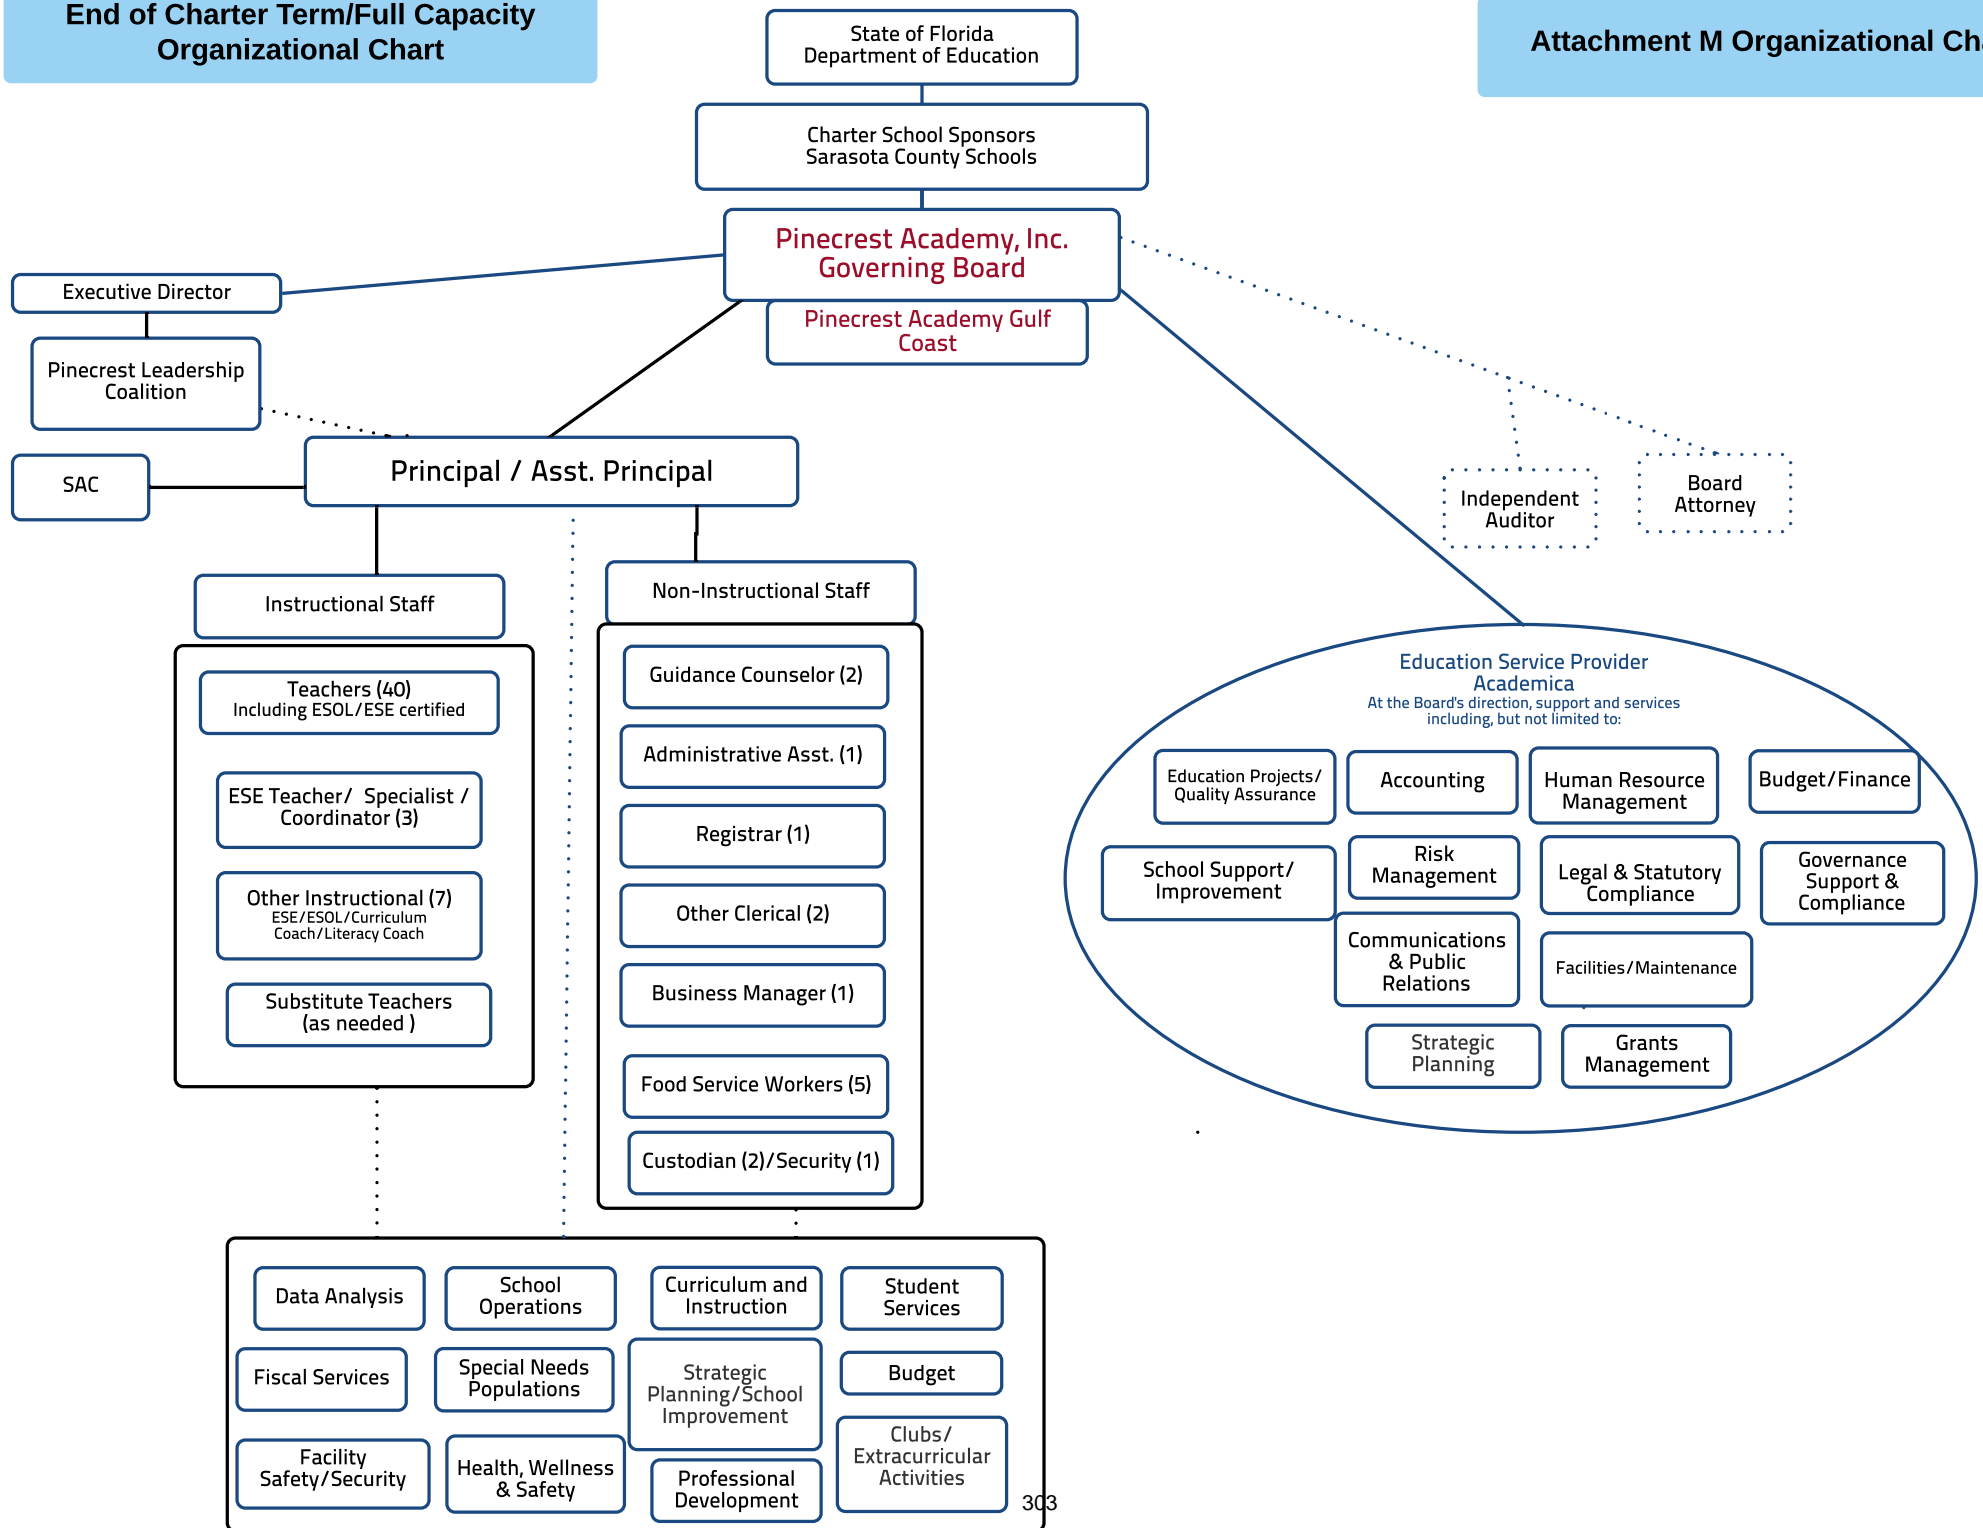 End of Charter Term/Full Capacity
Organizational Chart
Attachment M Organizational Cha
State of Florida
Department of Education
Charter School Sponsors
Sarasota County Schools
Pinecrest Academy, Inc.
Governing Board
Pinecrest Academy Gulf
Coast
Executive Director
Pinecrest Leadership
Coalition
SAC
Principal / Asst. Principal
Independent
Auditor
Board
Attorney
Instructional Staff
Teachers (40)
Including ESOL/ESE certified
ESE Teacher/ Specialist /
Coordinator (3)
Other Instructional (7)
ESE/ESOL/Curriculum
Coach/Literacy Coach
Substitute Teachers
(as needed )
Non-Instructional Staff
Guidance Counselor (2)
Administrative Asst. (1)
Registrar (1)
Other Clerical (2)
Business Manager (1)
Food Service Workers (5)
Custodian (2)/Security (1)
Education Service Provider
Academica
At the Board's direction, support and services
including, but not limited to:
Education Projects/
Quality Assurance
Accounting
Human Resource
Management
Budget/Finance
School Support/
Improvement
Risk
Management
Legal & Statutory
Compliance
Governance
Support &
Compliance
Communications
& Public
Relations
Facilities/Maintenance
Strategic
Planning
Grants
Management
Data Analysis
School
Operations
Curriculum and
Instruction
Student
Services
Fiscal Services
Special Needs
Populations
Strategic
Planning/School
Improvement
Budget
Facility
Safety/Security
Health, Wellness
& Safety
Professional
Development
Clubs/
Extracurricular
Activities
303